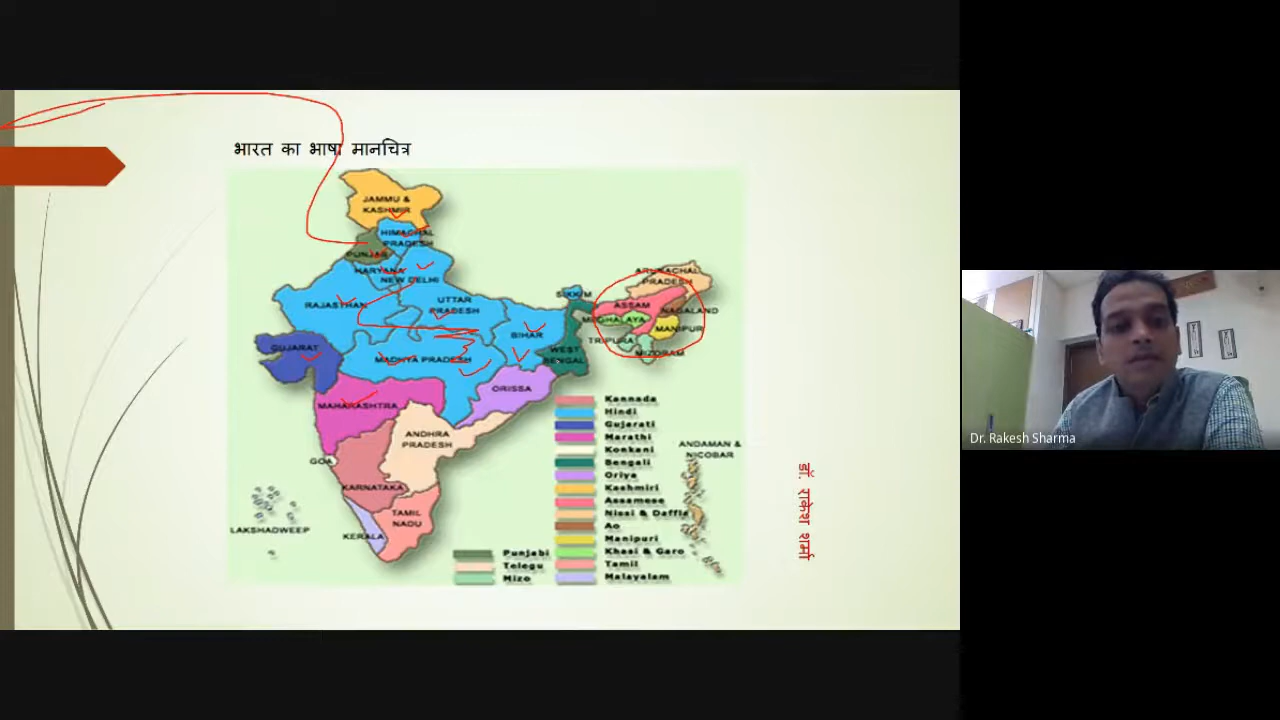 भारत का भाषा मानचित्र
JAMMU &
KASHMIR
HIMACHAL
PRADESH
PUNJAB
HARYANA
NEW DELHI
RAJASTHAN
UTTAR
PRADESH
BIHAR
SIKKIM
ARUNACHAL
PRADESH
ASSAM
NAGALAND
MEGHALAYA
MANIPUR
TRIPURA
MIZORAM
GUJARAT
MADHYA PRADESH
WEST
BENGAL
ORISSA
MAHARASHTRA
ANDHRA
PRADESH
GOA
KARNATAKA
TAMIL
NADU
KERALA
LAKSHADWEEP
ANDAMAN &
NICOBAR
Kannada
Hindi
Gujarati
Marathi
Konkani
Bengali
Oriya
Kashmiri
Assamese
Nissi & Daffla
Ao
Manipuri
Khasi & Garo
Tamil
Malayalam
Punjabi
Telegu
Mizo
डॉ. राकेश शर्मा
Dr. Rakesh Sharma